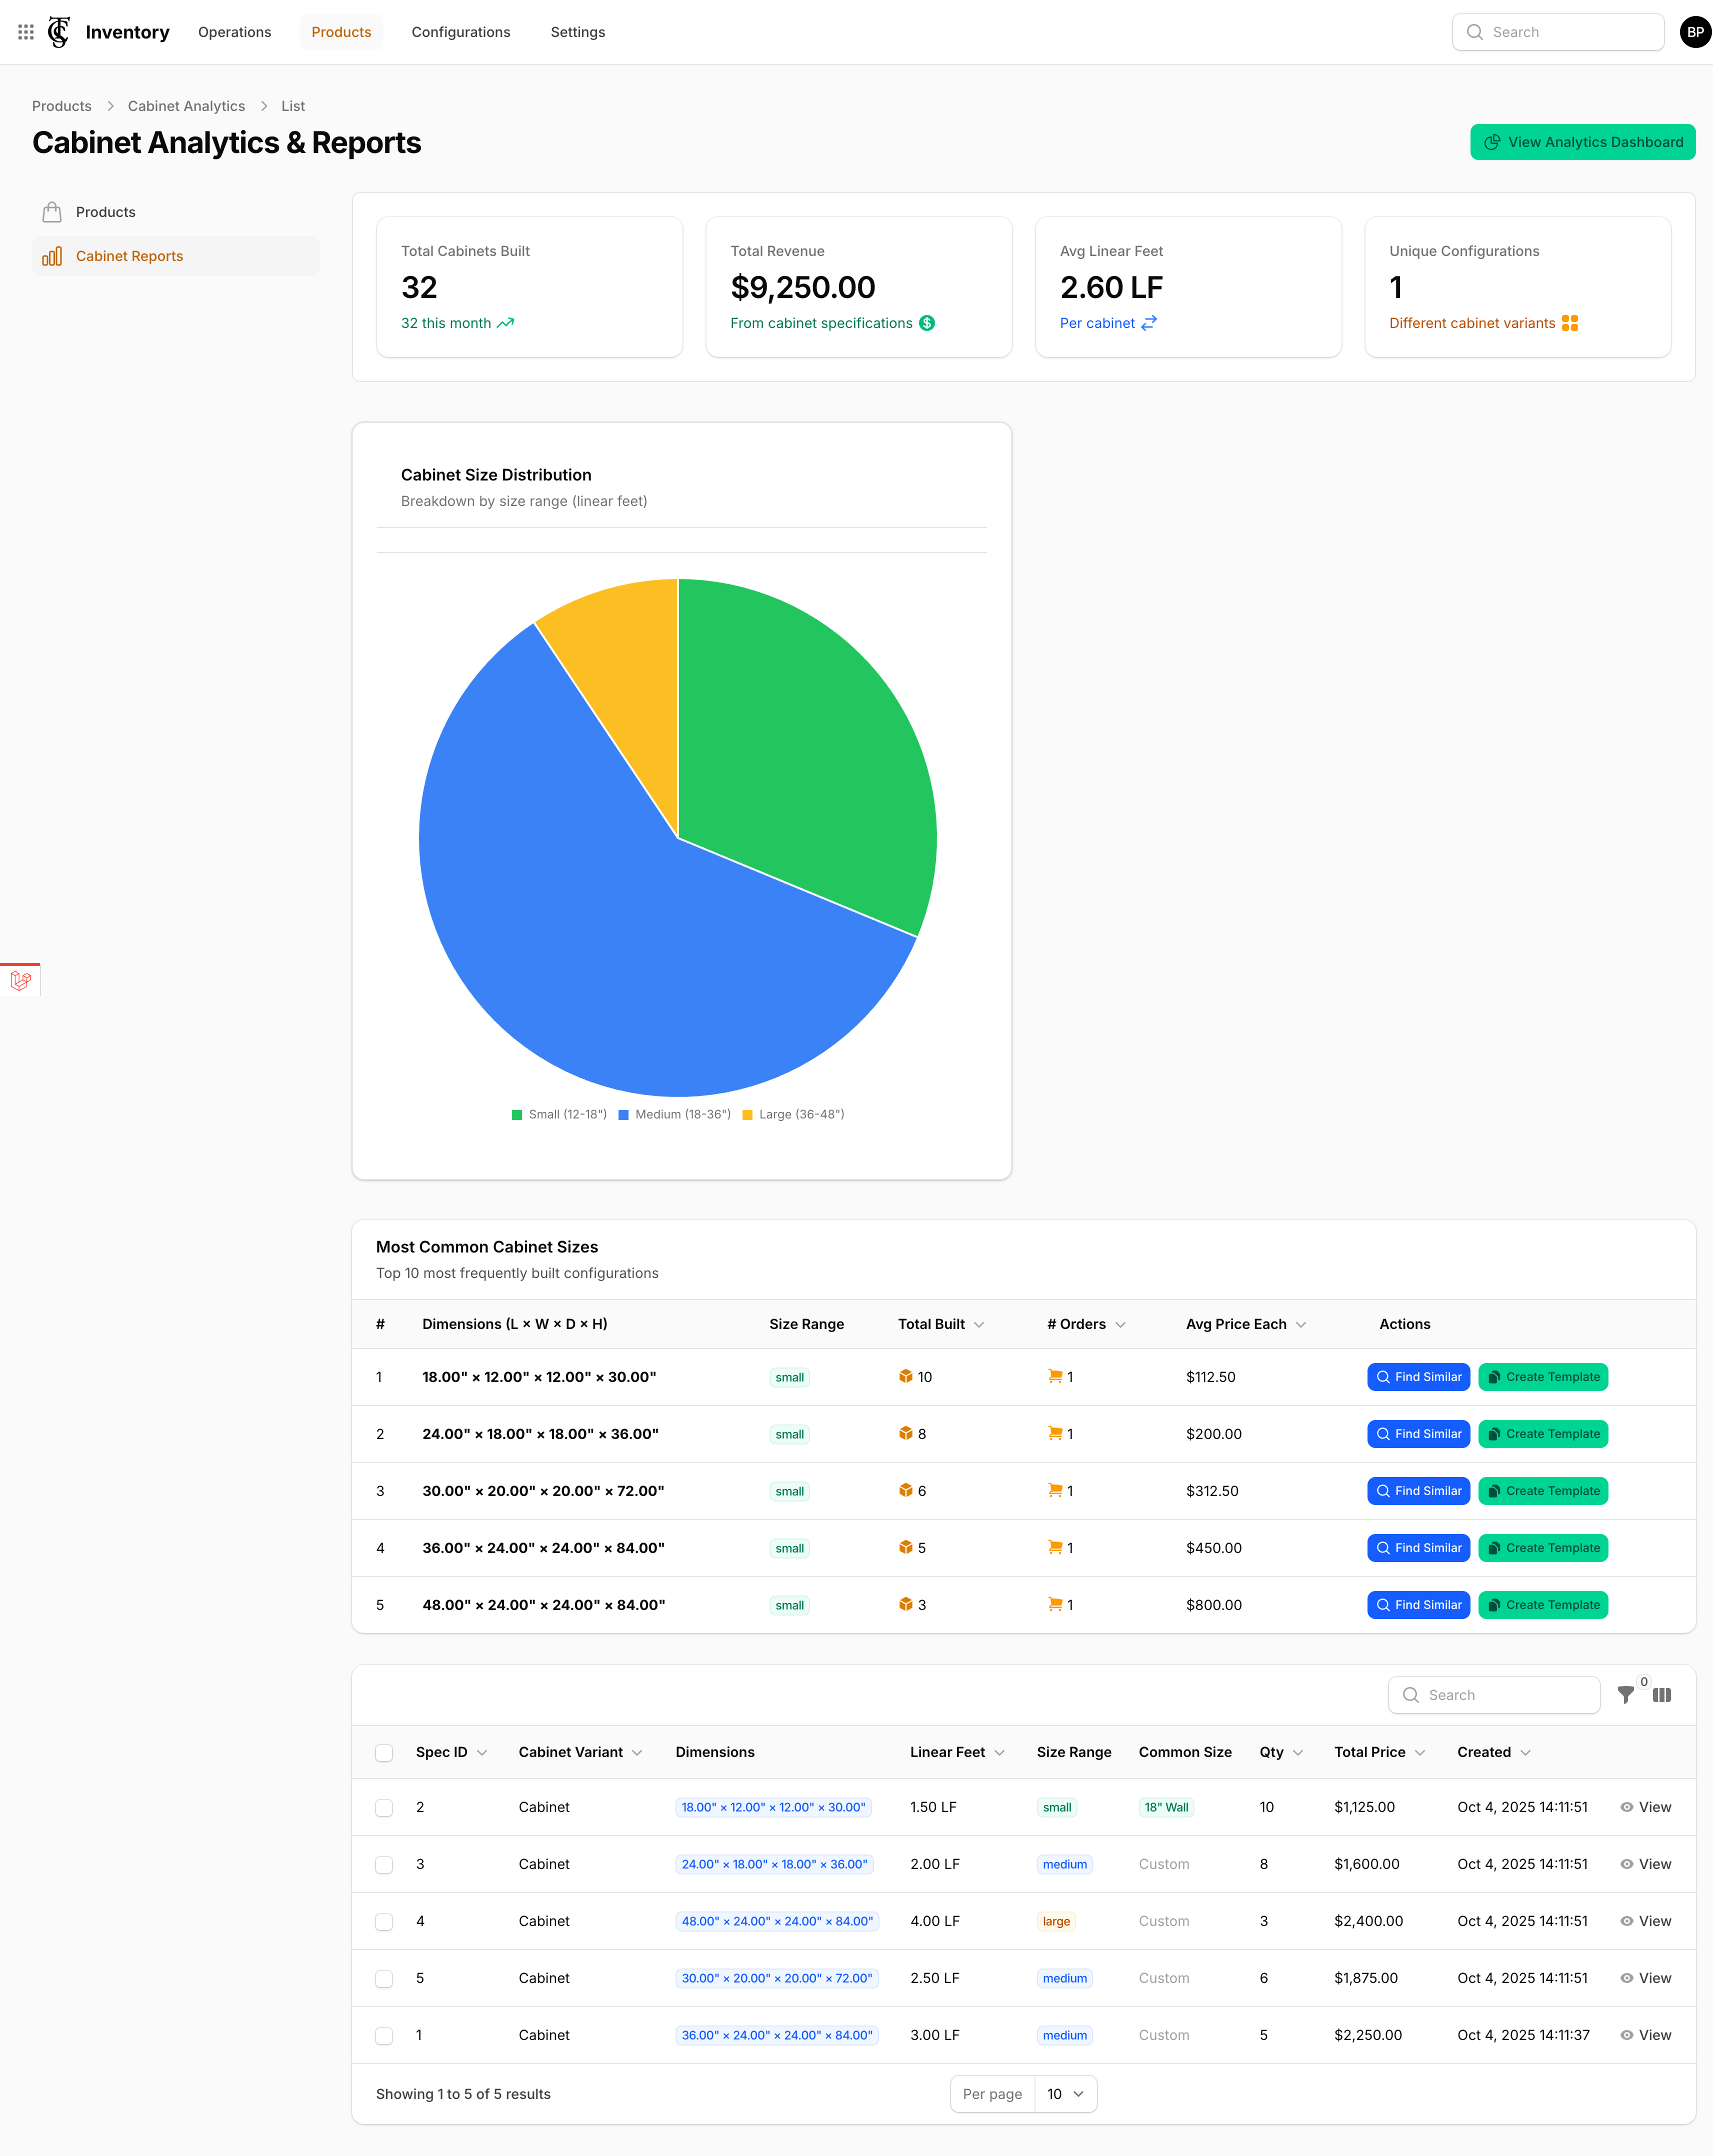 Inventory Operations Products Configurations Settings Search BP
Products > Cabinet Analytics > List
Cabinet Analytics & Reports
View Analytics Dashboard
Products
Cabinet Reports
Total Cabinets Built
32
32 this month
Total Revenue
$9,250.00
From cabinet specifications
Avg Linear Feet
2.60 LF
Per cabinet
Unique Configurations
1
Different cabinet variants
Cabinet Size Distribution
Breakdown by size range (linear feet)
Small (12-18") Medium (18-36") Large (36-48")
Most Common Cabinet Sizes
Top 10 most frequently built configurations
# Dimensions (L × W × D × H) Size Range Total Built # Orders Avg Price Each Actions
1 18.00" × 12.00" × 12.00" × 30.00" small 10 1 $112.50 Find Similar Create Template
2 24.00" × 18.00" × 18.00" × 36.00" small 8 1 $200.00 Find Similar Create Template
3 30.00" × 20.00" × 20.00" × 72.00" small 6 1 $312.50 Find Similar Create Template
4 36.00" × 24.00" × 24.00" × 84.00" small 5 1 $450.00 Find Similar Create Template
5 48.00" × 24.00" × 24.00" × 84.00" small 3 1 $800.00 Find Similar Create Template
Search 0
Spec ID Cabinet Variant Dimensions Linear Feet Size Range Common Size Qty Total Price Created
2 Cabinet 18.00" × 12.00" × 12.00" × 30.00" 1.50 LF small 18" Wall 10 $1,125.00 Oct 4, 2025 14:11:51 View
3 Cabinet 24.00" × 18.00" × 18.00" × 36.00" 2.00 LF medium Custom 8 $1,600.00 Oct 4, 2025 14:11:51 View
4 Cabinet 48.00" × 24.00" × 24.00" × 84.00" 4.00 LF large Custom 3 $2,400.00 Oct 4, 2025 14:11:51 View
5 Cabinet 30.00" × 20.00" × 20.00" × 72.00" 2.50 LF medium Custom 6 $1,875.00 Oct 4, 2025 14:11:51 View
1 Cabinet 36.00" × 24.00" × 24.00" × 84.00" 3.00 LF medium Custom 5 $2,250.00 Oct 4, 2025 14:11:37 View
Showing 1 to 5 of 5 results Per page 10